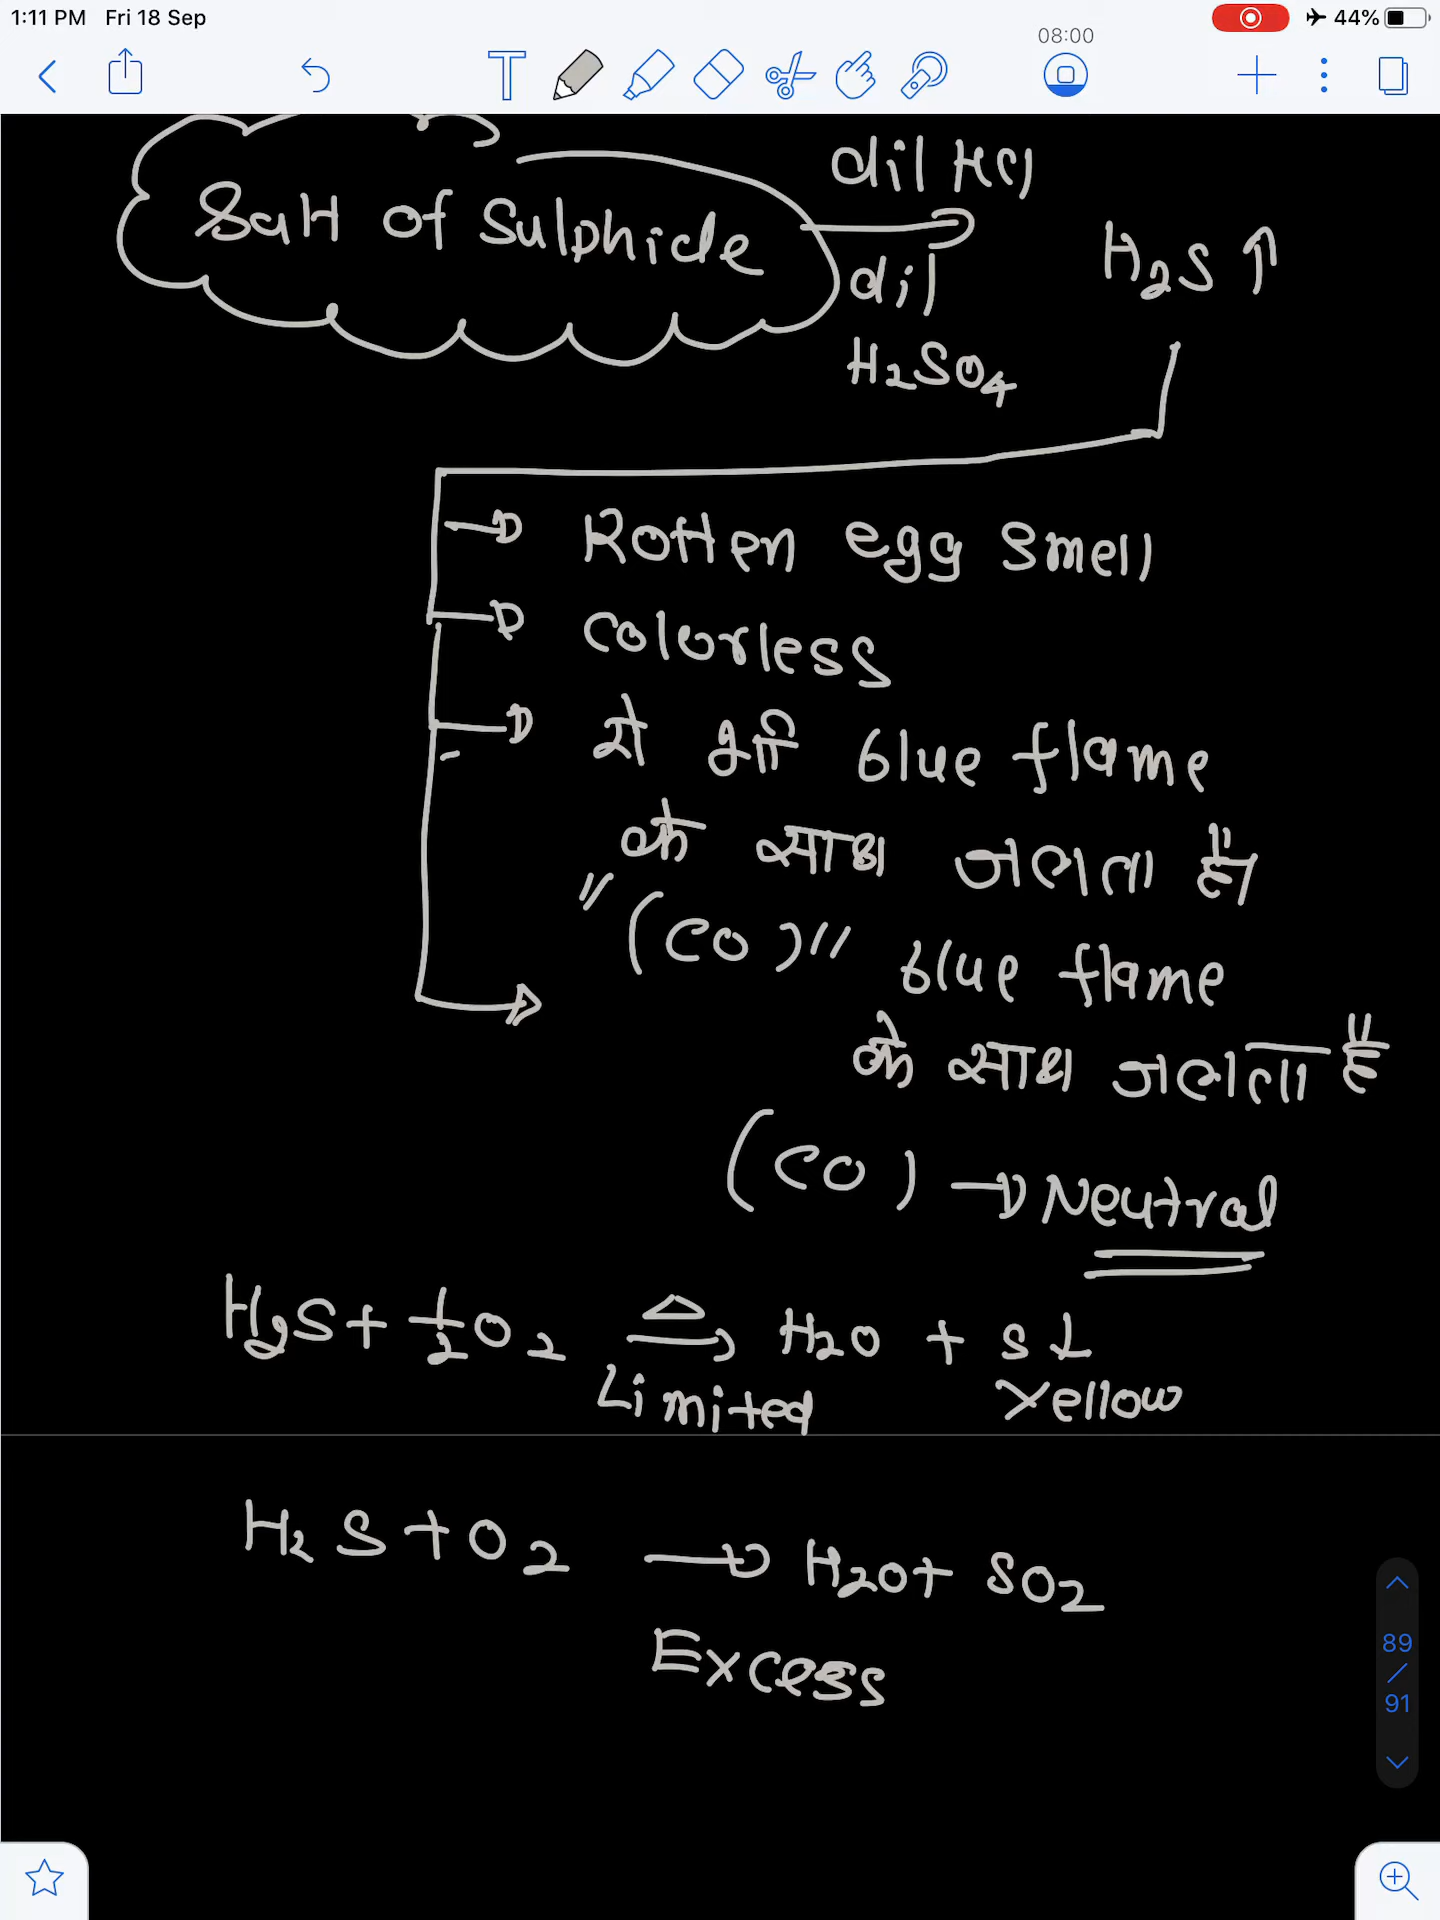 1:11 PM Fri 18 Sep 44%
08:00
T
Salt of Sulphide
dil HCl
dil
H₂SO₄
H₂S ↑
Rotten egg smell
Colorless
ये भी blue flame
के साथ जलता है।
"(CO)" blue flame
के साथ जलता है
(CO) → Neutral
H₂S + ½O₂ →Δ H₂O + S↓
Limited Yellow
H₂S + O₂ → H₂O + SO₂
Excess
89
/
91